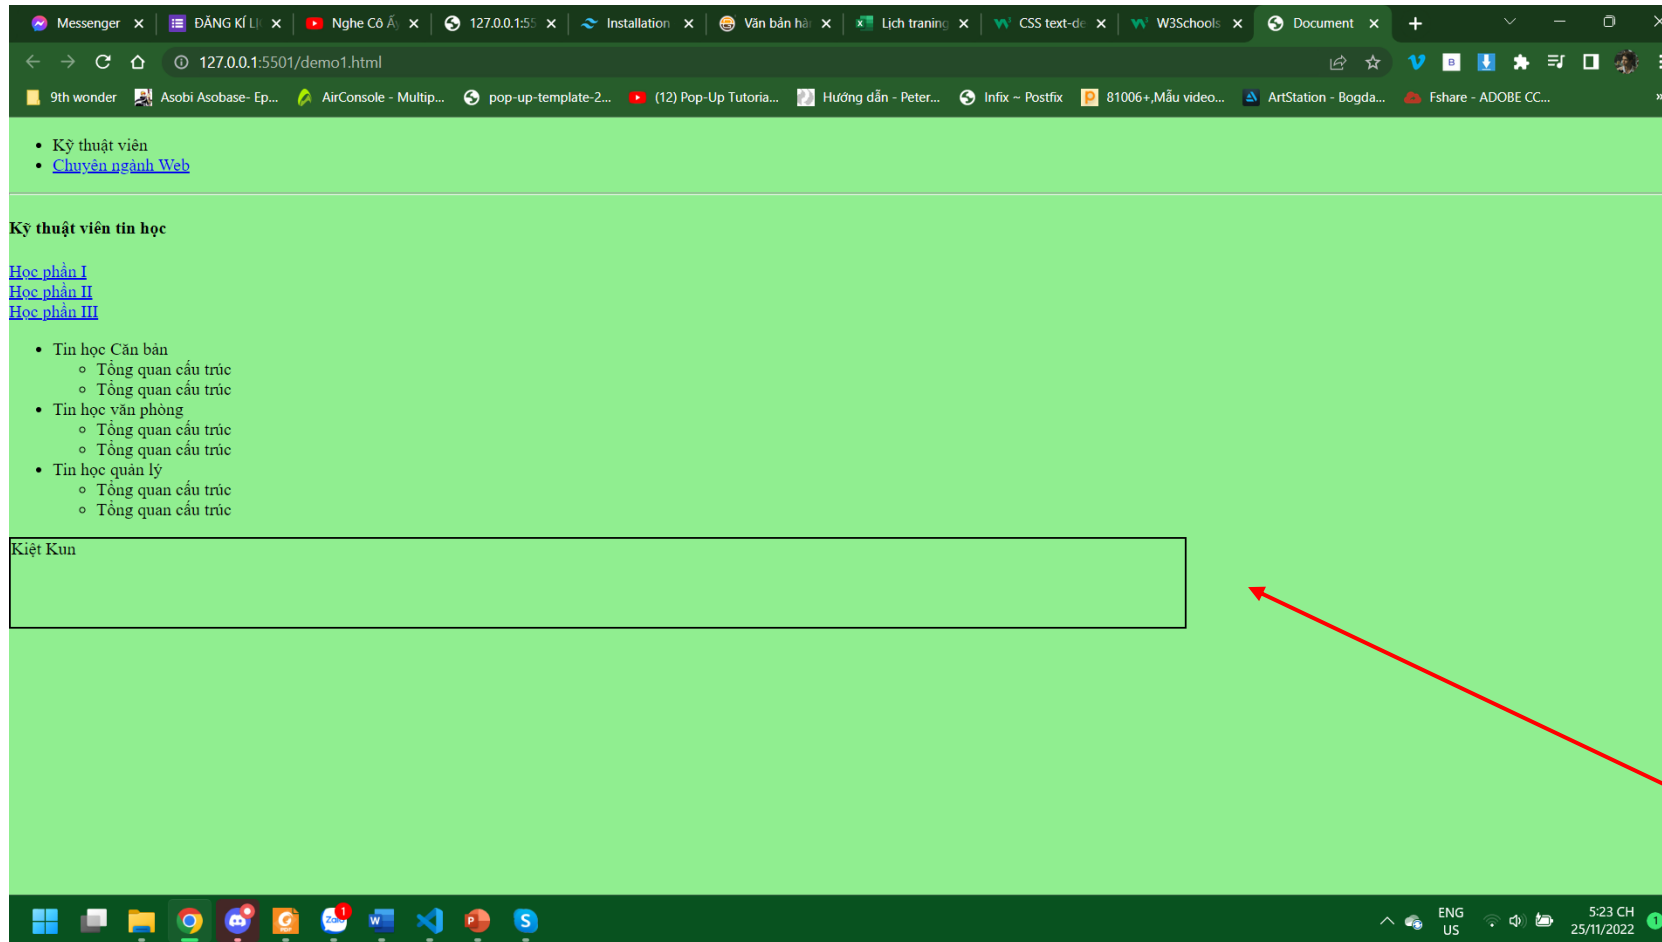 Messenger
ĐĂNG KÍ LỊ
Nghe Cô Ấy
127.0.0.1:55
Installation
Văn bản hà
Lịch traning
CSS text-de
W3Schools
Document
127.0.0.1:5501/demo1.html
9th wonder
Asobi Asobase- Ep...
AirConsole - Multip...
pop-up-template-2...
(12) Pop-Up Tutoria...
Hướng dẫn - Peter...
Infix ~ Postfix
81006+,Mẫu video...
ArtStation - Bogda...
Fshare - ADOBE CC...
Kỹ thuật viên
Chuyên ngành Web
Kỹ thuật viên tin học
Học phần I
Học phần II
Học phần III
Tin học Căn bản
Tổng quan cấu trúc
Tổng quan cấu trúc
Tin học văn phòng
Tổng quan cấu trúc
Tổng quan cấu trúc
Tin học quản lý
Tổng quan cấu trúc
Tổng quan cấu trúc
Kiệt Kun
Zalo
1
ENG
US
5:23 CH
25/11/2022
1